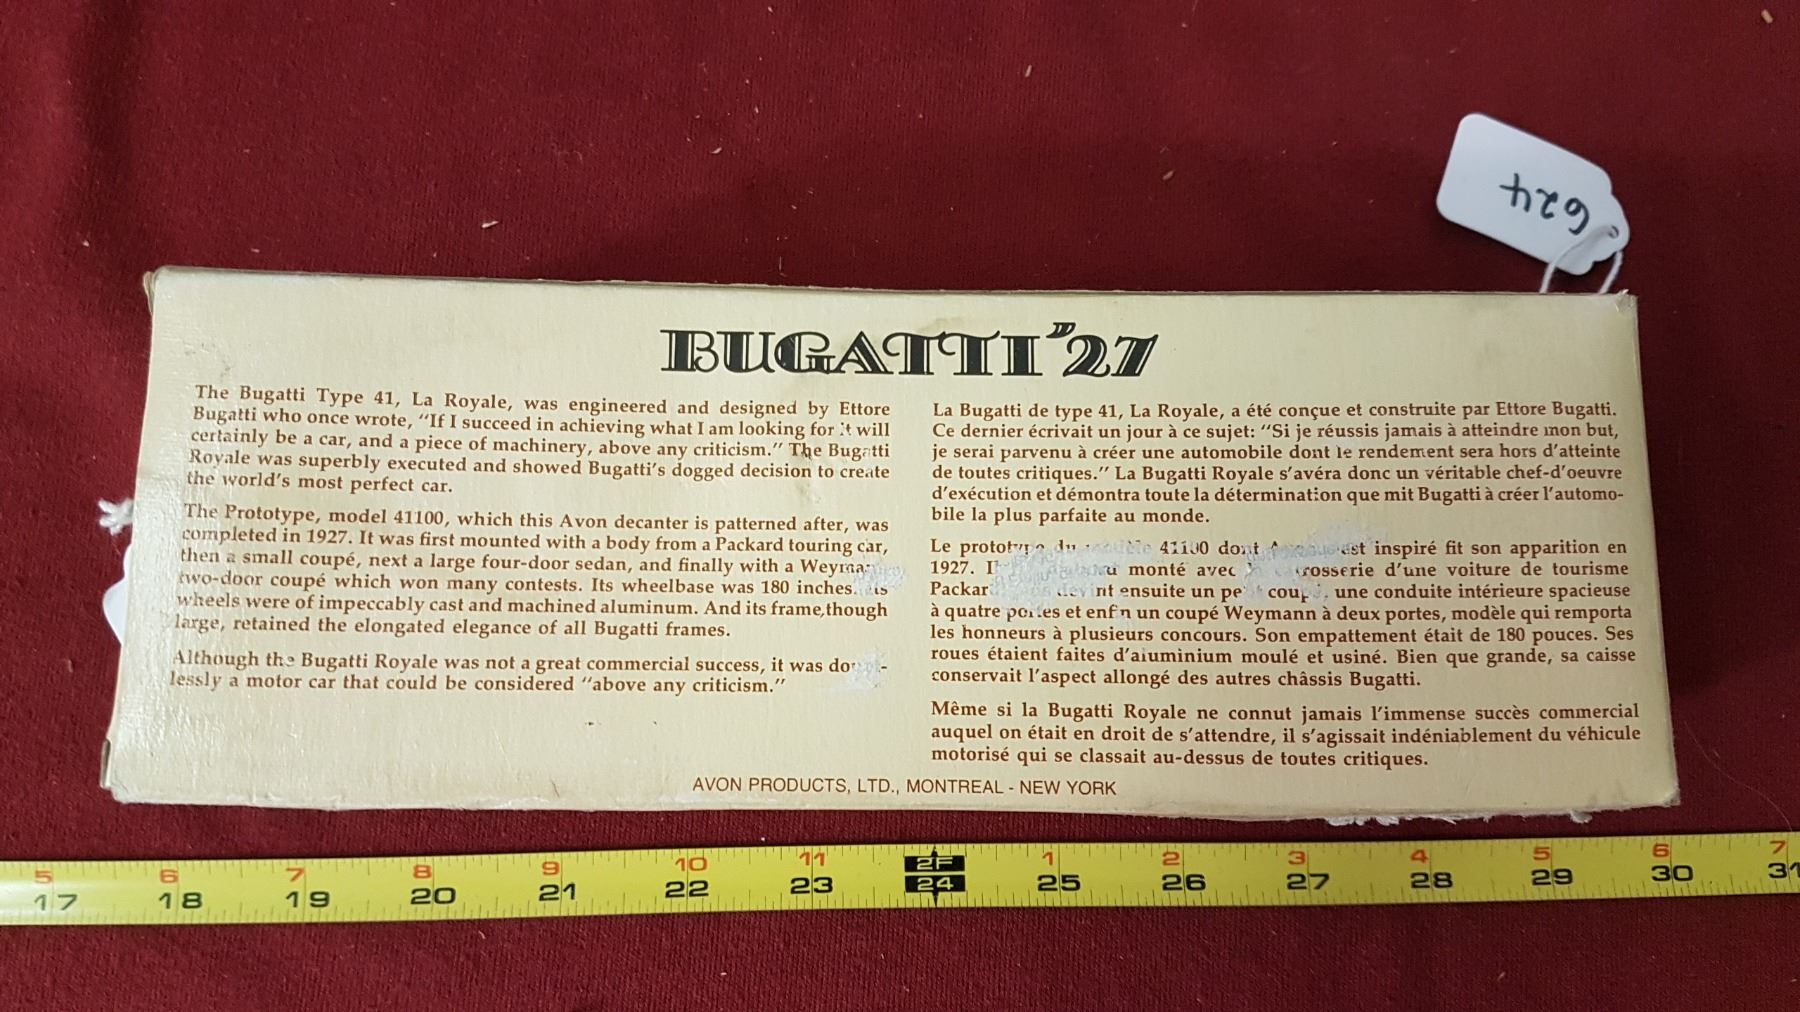 624
BUGATTI '27
The Bugatti Type 41, La Royale, was engineered and designed by Ettore
Bugatti who once wrote, "If I succeed in achieving what I am looking for it will
certainly be a car, and a piece of machinery, above any criticism." The Bugatti
Royale was superbly executed and showed Bugatti's dogged decision to create
the world's most perfect car.
The Prototype, model 41100, which this Avon decanter is patterned after, was
completed in 1927. It was first mounted with a body from a Packard touring car,
then a small coupé, next a large four-door sedan, and finally with a
two-door coupé which won many contests. Its wheelbase was 180 inches. Its
wheels were of impeccably cast and machined aluminum. And its frame, though
large, retained the elongated elegance of all Bugatti frames.
Although the Bugatti Royale was not a great commercial success, it was
lessly a motor car that could be considered "above any criticism."
La Bugatti de type 41, La Royale, a été conçue et construite par Ettore Bugatti.
Ce dernier écrivait un jour à ce sujet: "Si je réussis jamais à atteindre mon but,
je serai parvenu à créer une automobile dont le rendement sera hors d'atteinte
de toutes critiques." La Bugatti Royale s'avéra donc un véritable chef-d'oeuvre
d'exécution et démontra toute la détermination que mit Bugatti à créer l'automo-
bile la plus parfaite au monde.
Le prototype du modèle 41100 dont est inspiré fit son apparition en
1927. monté avec carrosserie d'une voiture de tourisme
devint ensuite un petit coupé, une conduite intérieure spacieuse
à quatre portes et enfin un coupé Weymann à deux portes, modèle qui remporta
les honneurs à plusieurs concours. Son empattement était de 180 pouces. Ses
roues étaient faites d'aluminium moulé et usiné. Bien que grande, sa caisse
conservait l'aspect allongé des autres châssis Bugatti.
Même si la Bugatti Royale ne connut jamais l'immense succès commercial
auquel on était en droit de s'attendre, il s'agissait indéniablement du véhicule
motorisé qui se classait au-dessus de toutes critiques.
AVON PRODUCTS, LTD., MONTREAL - NEW YORK
5 6 7 8 9 10 11 2F 1 2 3 4 5 6 7
17 18 19 20 21 22 23 24 25 26 27 28 29 30 31